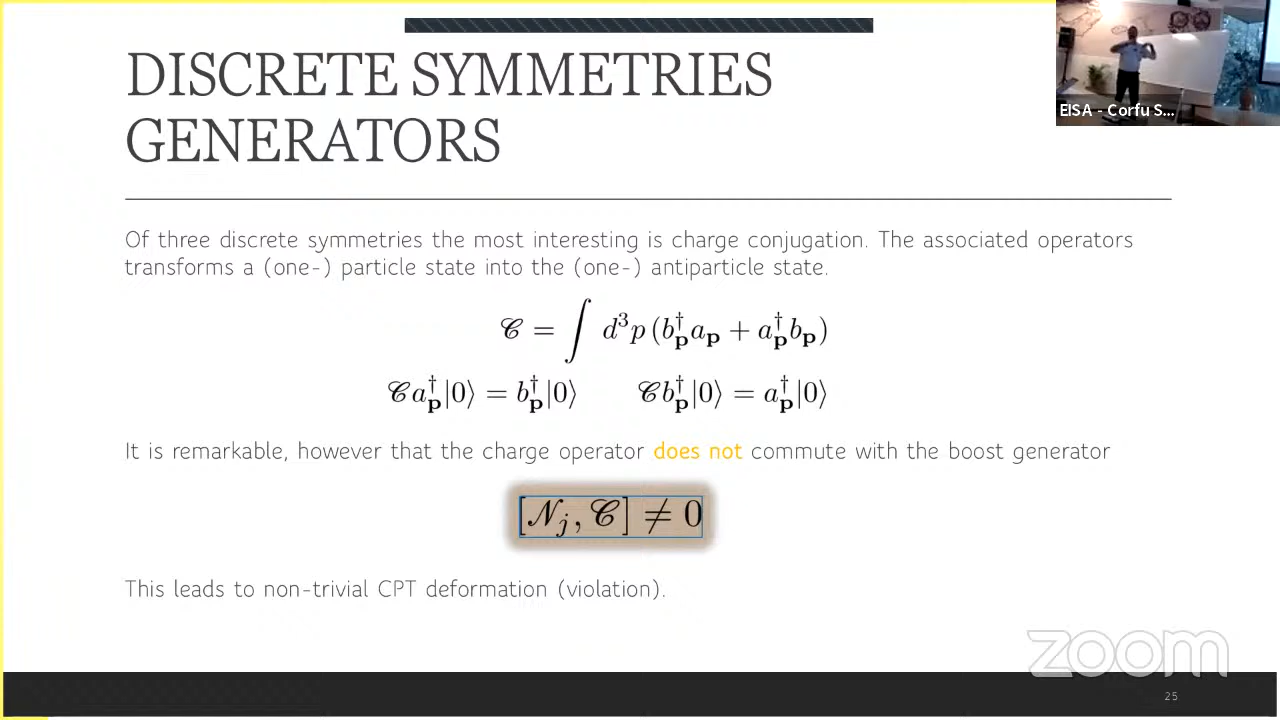 DISCRETE SYMMETRIES
GENERATORS
EISA - Corfu S...
Of three discrete symmetries the most interesting is charge conjugation. The associated operators
transforms a (one-) particle state into the (one-) antiparticle state.
𝒞 = ∫ d³p (b†_𝐩 a_𝐩 + a†_𝐩 b_𝐩)
𝒞a†_𝐩|0⟩ = b†_𝐩|0⟩ 𝒞b†_𝐩|0⟩ = a†_𝐩|0⟩
It is remarkable, however that the charge operator does not commute with the boost generator
[𝒩_j, 𝒞] ≠ 0
This leads to non-trivial CPT deformation (violation).
zoom
25